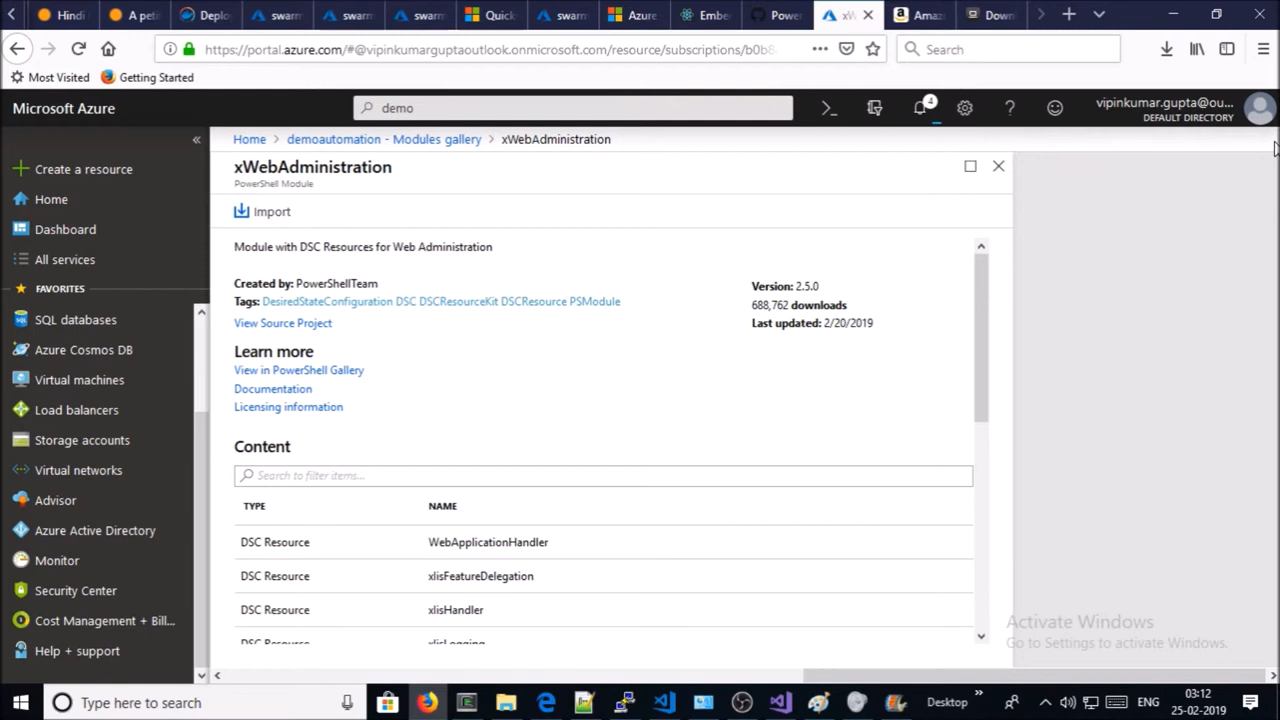 Hindi
A peti
Deplo
swarm
swarm
swarm
Quick
swarm
Azure
Embe
Power
xW
Amaz
Down
https://portal.azure.com/#@vipinkumarguptaoutlook.onmicrosoft.com/resource/subscriptions/b0b8
Search
Most Visited
Getting Started
Microsoft Azure
demo
4
vipinkumar.gupta@ou...
DEFAULT DIRECTORY
Home > demoautomation - Modules gallery > xWebAdministration
xWebAdministration
PowerShell Module
Import
Create a resource
Home
Dashboard
All services
FAVORITES
SQL databases
Azure Cosmos DB
Virtual machines
Load balancers
Storage accounts
Virtual networks
Advisor
Azure Active Directory
Monitor
Security Center
Cost Management + Bill...
Help + support
Module with DSC Resources for Web Administration
Created by: PowerShellTeam
Tags: DesiredStateConfiguration DSC DSCResourceKit DSCResource PSModule
View Source Project
Version: 2.5.0
688,762 downloads
Last updated: 2/20/2019
Learn more
View in PowerShell Gallery
Documentation
Licensing information
Content
Search to filter items...
TYPE NAME
DSC Resource WebApplicationHandler
DSC Resource xIisFeatureDelegation
DSC Resource xIisHandler
DSC Resource xIisLogging
Activate Windows
Go to Settings to activate Windows.
Type here to search
Desktop
ENG
03:12
25-02-2019